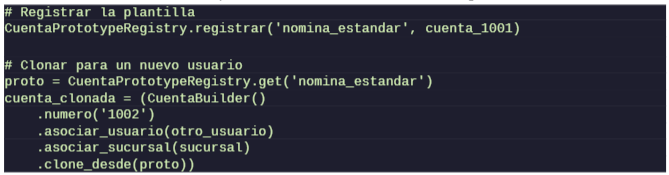 # Registrar la plantilla
CuentaPrototypeRegistry.registrar('nomina_estandar', cuenta_1001)

# Clonar para un nuevo usuario
proto = CuentaPrototypeRegistry.get('nomina_estandar')
cuenta_clonada = (CuentaBuilder()
    .numero('1002')
    .asociar_usuario(otro_usuario)
    .asociar_sucursal(sucursal)
    .clone_desde(proto))